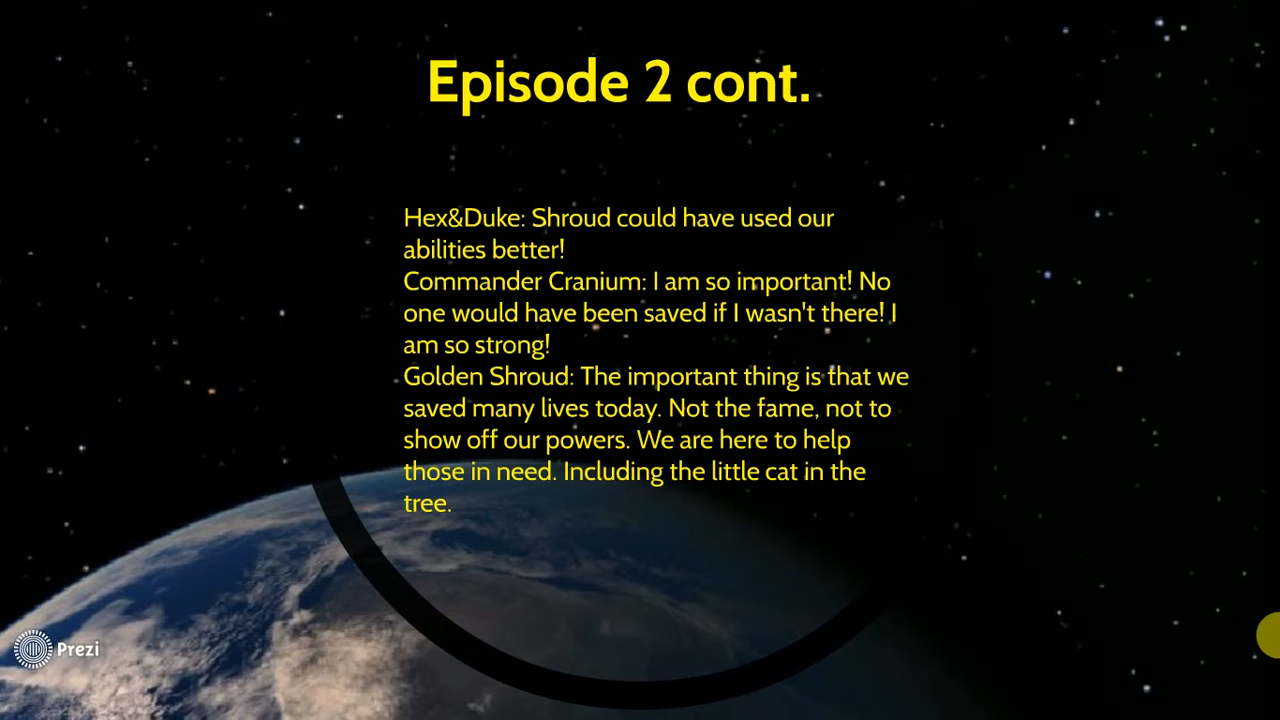 Episode 2 cont.
Hex&Duke: Shroud could have used our
abilities better!
Commander Cranium: I am so important! No
one would have been saved if I wasn't there! I
am so strong!
Golden Shroud: The important thing is that we
saved many lives today. Not the fame, not to
show off our powers. We are here to help
those in need. Including the little cat in the
tree.
Prezi